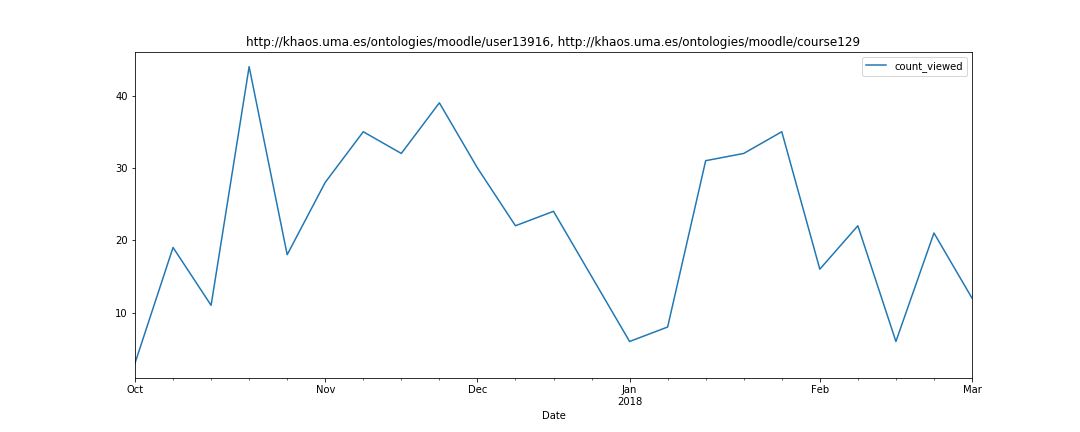 http://khaos.uma.es/ontologies/moodle/user13916, http://khaos.uma.es/ontologies/moodle/course129
count_viewed
40
30
20
10
Oct Nov Dec Jan Feb Mar
2018
Date